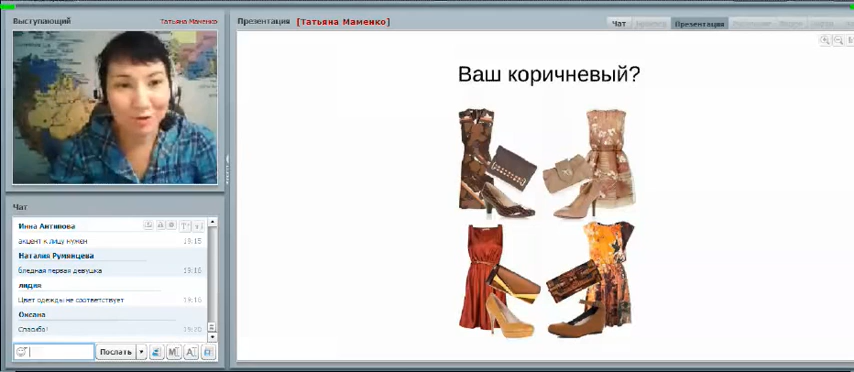 Выступающий
Татьяна Маменко
Презентация [Татьяна Маменко]
Чат
Презентация
Ваш коричневый?
Чат
Инна Антипова
акцент к лицу нужен
19:15
Наталия Румянцева
бледная первая девушка
19:16
лидия
Цвет одежды не соответствует
19:16
Оксана
Спасибо!
19:20
Послать